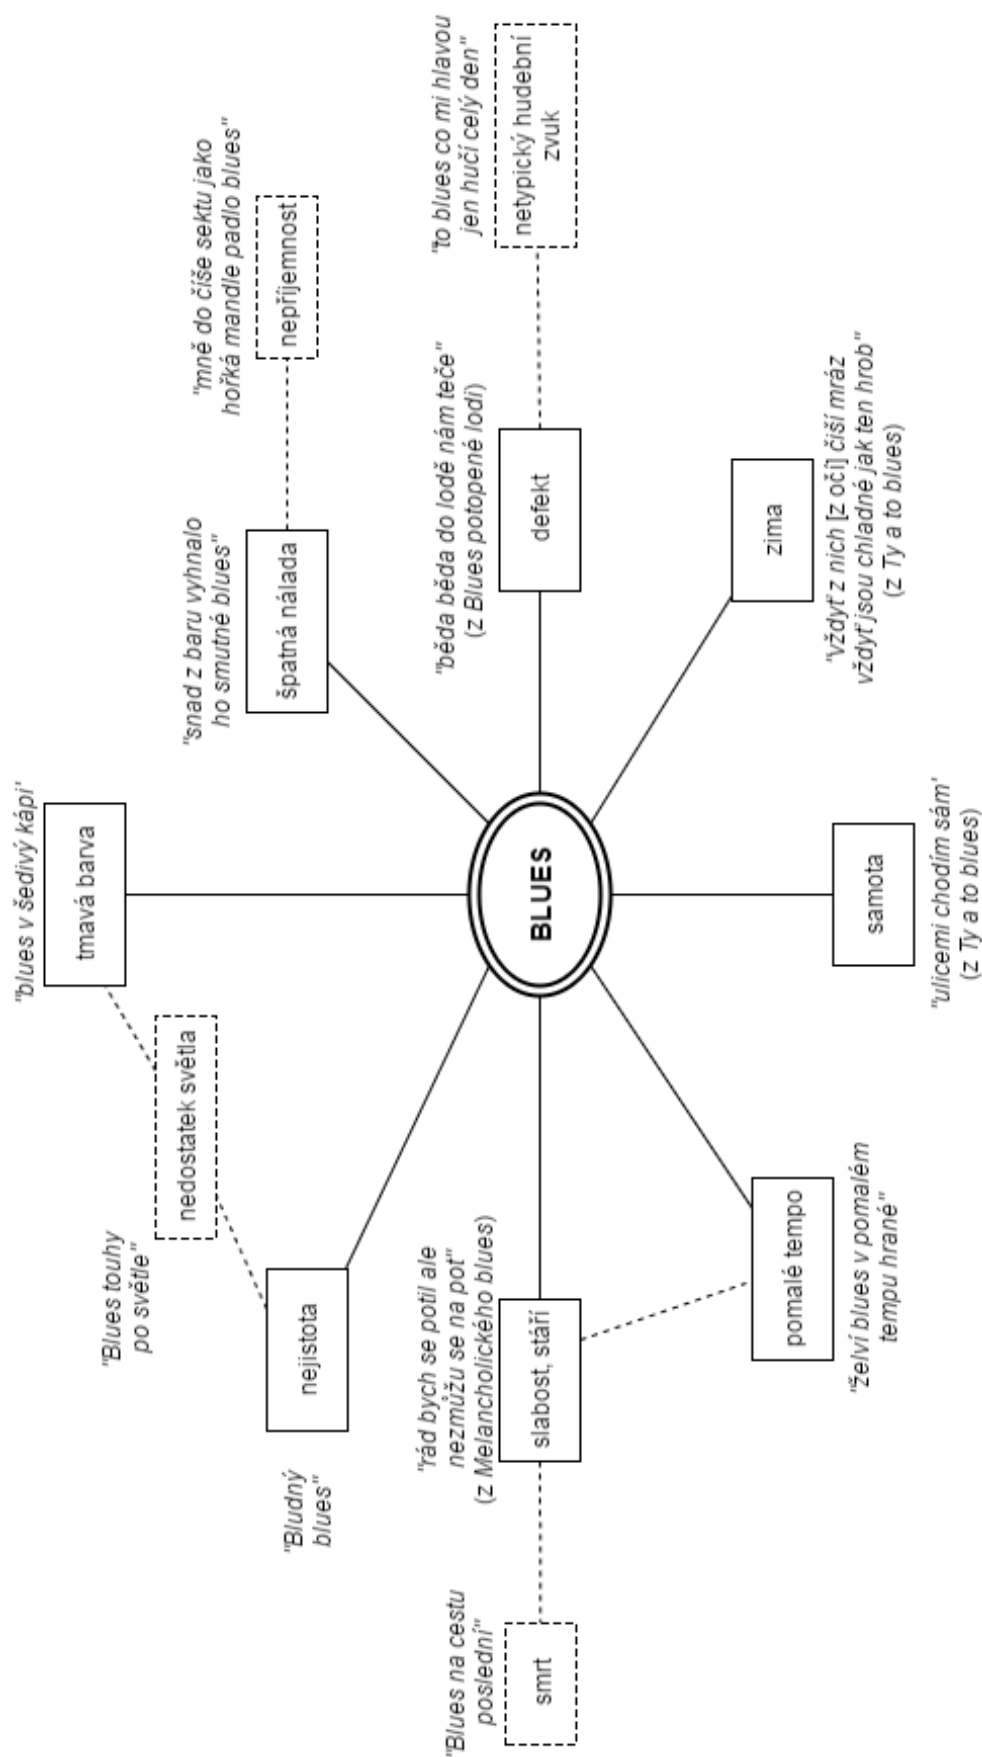 "blues v šedivý kápi'
tmavá barva
"Blues touhy
po světle"
nedostatek světla
"snad z baru vyhnalo
ho smutné blues"
špatná nálada
"mně do číše sektu jako
hořká mandle padlo blues"
nepříjemnost
"Bludný
blues"
nejistota
"Blues na cestu
poslední"
smrt
"rád bych se potil ale
nezmůžu se na pot"
(z Melancholického blues)
slabost, stáří
BLUES
"běda běda do lodě nám teče"
(z Blues potopené lodi)
defekt
"to blues co mi hlavou
jen hučí celý den"
netypický hudební
zvuk
pomalé tempo
"Želví blues v pomalém
tempu hrané"
samota
"ulicemi chodím sám'
(z Ty a to blues)
zima
"vždyť z nich [z očí] čiší mráz
vždyť jsou chladné jak ten hrob"
(z Ty a to blues)